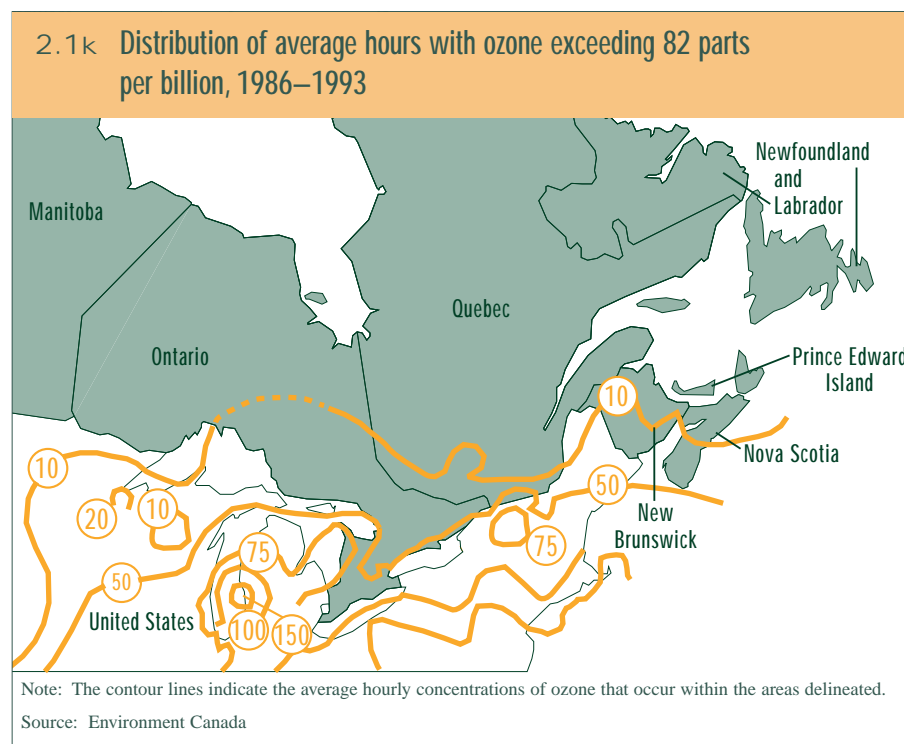 2.1k Distribution of average hours with ozone exceeding 82 parts
per billion, 1986–1993
Newfoundland
and
Labrador
Manitoba
Quebec
Ontario
Prince Edward
Island
10
Nova Scotia
10
50
20
10
New
Brunswick
75
75
50
United States
100
150
Note: The contour lines indicate the average hourly concentrations of ozone that occur within the areas delineated.
Source: Environment Canada